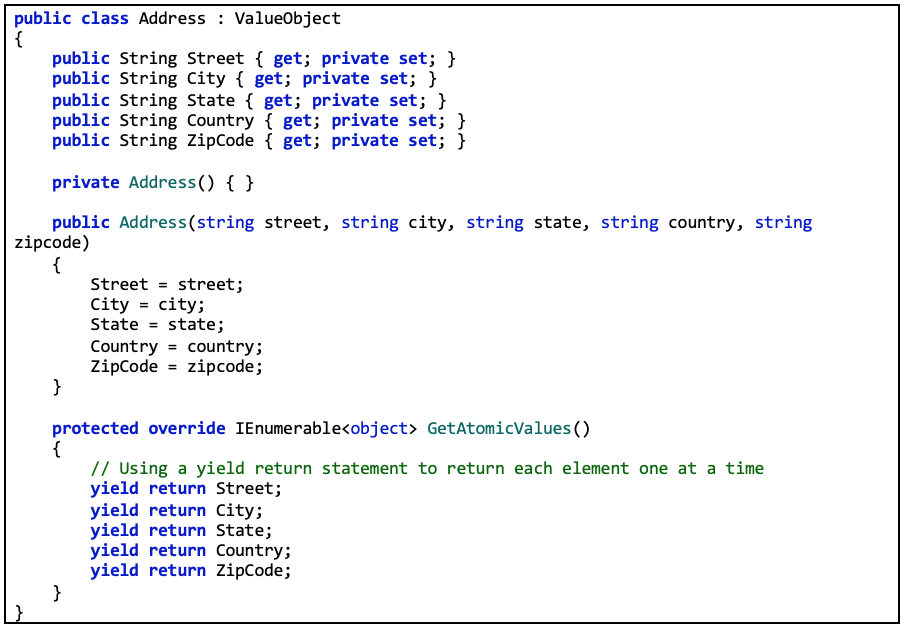 public class Address : ValueObject
{
    public String Street { get; private set; }
    public String City { get; private set; }
    public String State { get; private set; }
    public String Country { get; private set; }
    public String ZipCode { get; private set; }

    private Address() { }

    public Address(string street, string city, string state, string country, string
zipcode)
    {
        Street = street;
        City = city;
        State = state;
        Country = country;
        ZipCode = zipcode;
    }

    protected override IEnumerable<object> GetAtomicValues()
    {
        // Using a yield return statement to return each element one at a time
        yield return Street;
        yield return City;
        yield return State;
        yield return Country;
        yield return ZipCode;
    }
}